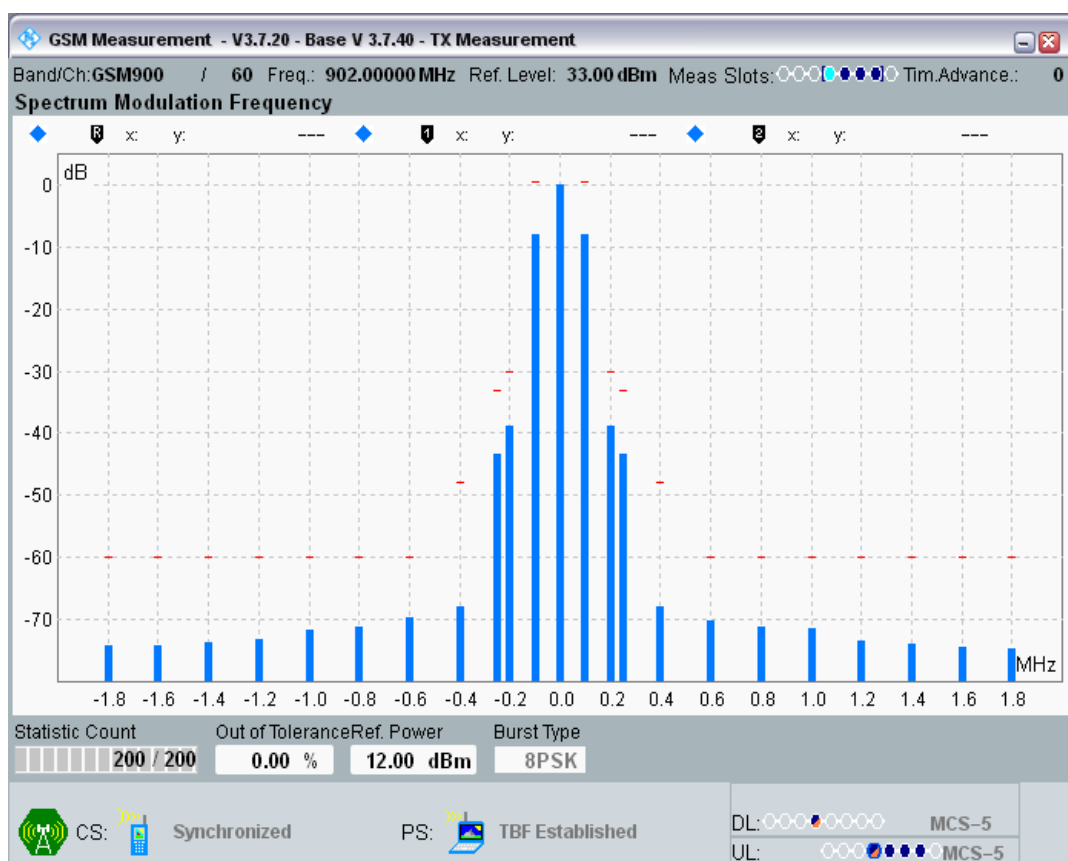 GSM Measurement - V3.7.20 - Base V 3.7.40 - TX Measurement
Band/Ch:GSM900 / 60 Freq.: 902.00000 MHz Ref. Level: 33.00 dBm Meas Slots: Tim.Advance.: 0
Spectrum Modulation Frequency
R x: y: --- 1 x: y: --- 2 x: y: ---
dB
0
-10
-20
-30
-40
-50
-60
-70
MHz
-1.8 -1.6 -1.4 -1.2 -1.0 -0.8 -0.6 -0.4 -0.2 0.0 0.2 0.4 0.6 0.8 1.0 1.2 1.4 1.6 1.8
Statistic Count Out of Tolerance Ref. Power Burst Type
200 / 200 0.00 % 12.00 dBm 8PSK
CS: Synchronized PS: TBF Established DL: MCS-5
UL: MCS-5